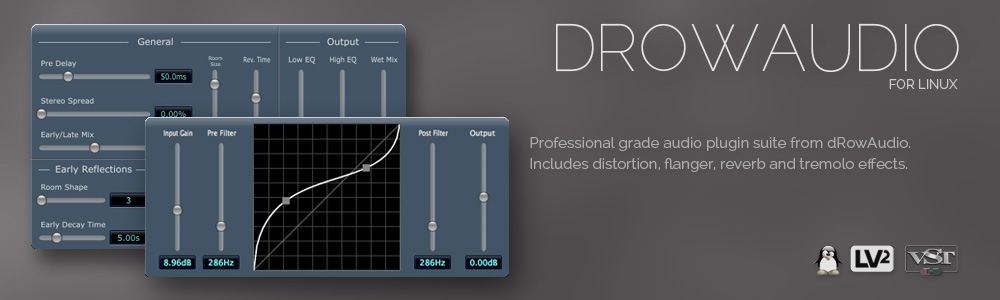 General
Output
Pre Delay
50.0ms
Room
Size
Rev. Time
Low EQ
High EQ
Wet Mix
Stereo Spread
0.00%
Early/Late Mix
Early Reflections
Room Shape
3
Early Decay Time
5.00s
Input Gain
Pre Filter
Post Filter
Output
8.96dB
286Hz
286Hz
0.00dB
DROWAUDIO
FOR LINUX
Professional grade audio plugin suite from dRowAudio.
Includes distortion, flanger, reverb and tremolo effects.
LV2
VST